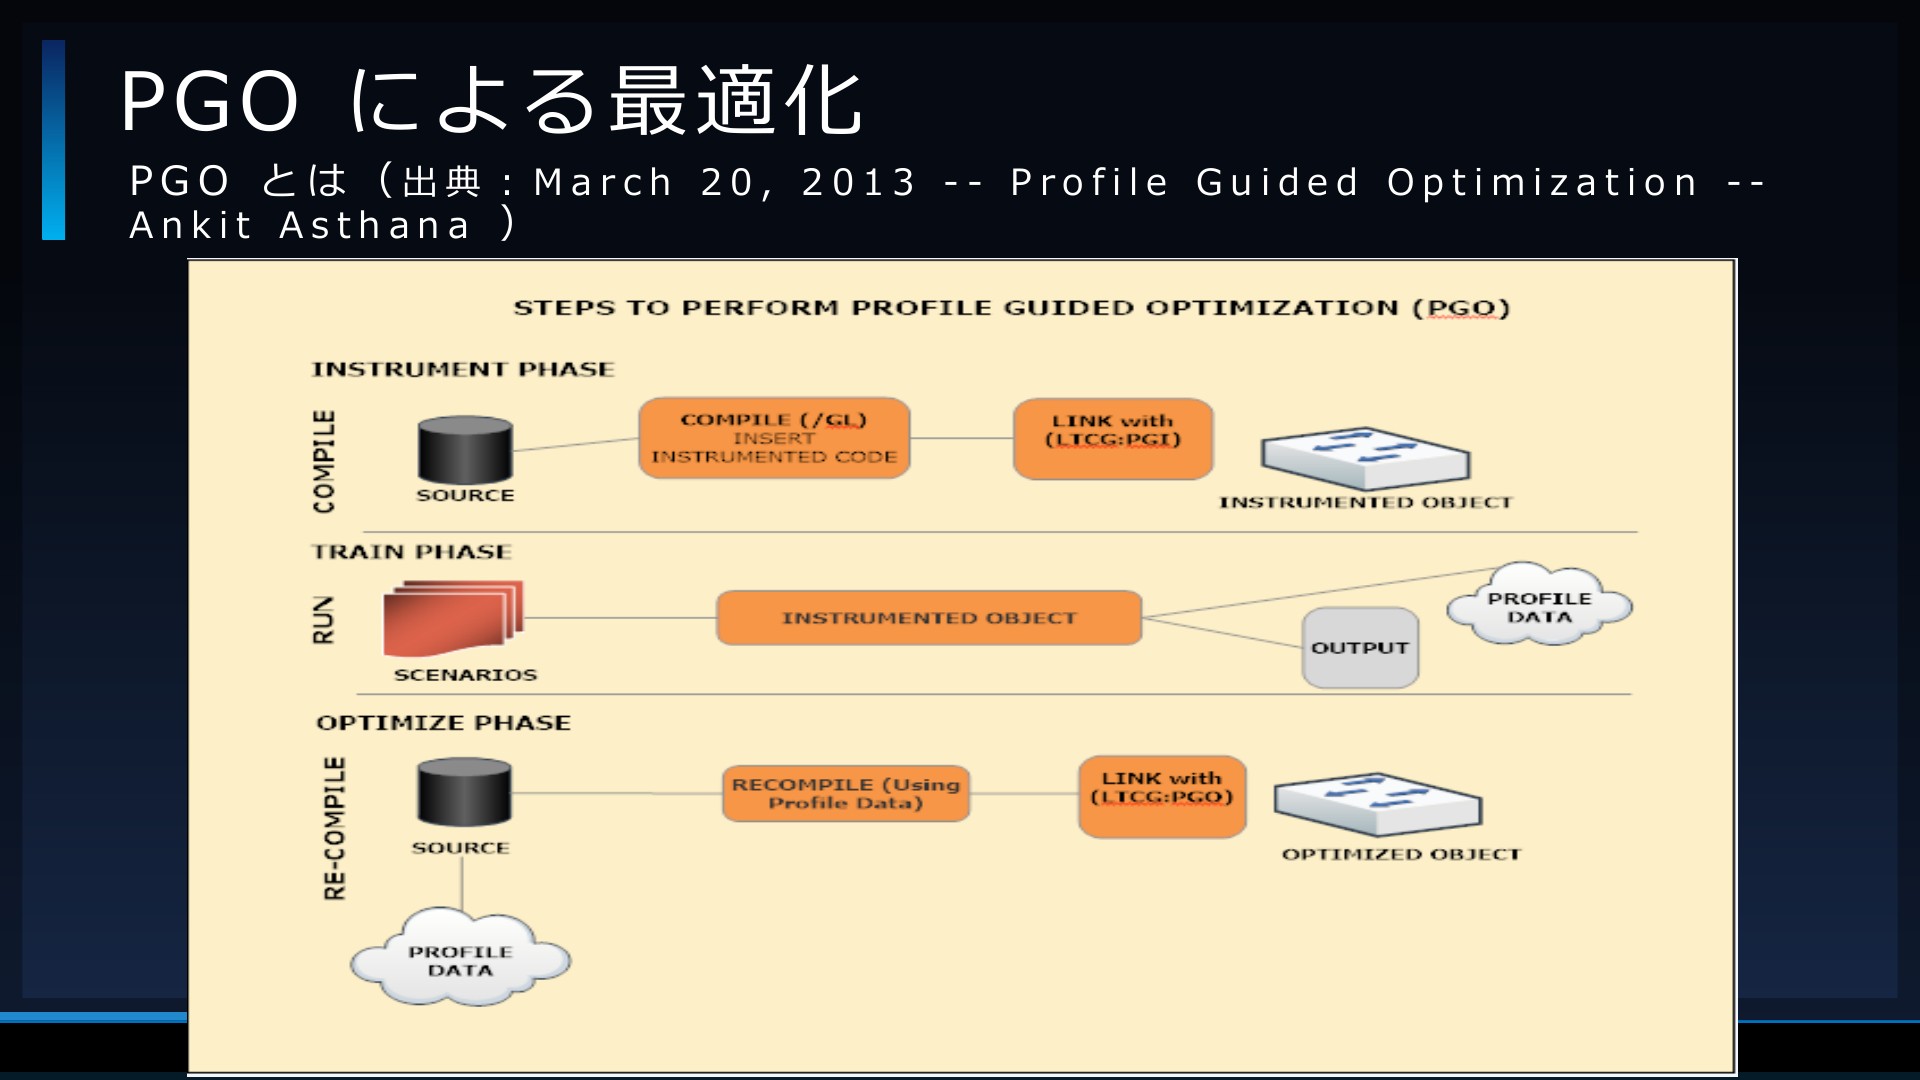 PGO による最適化
PGO とは（出典：March 20, 2013 -- Profile Guided Optimization --
Ankit Asthana ）
STEPS TO PERFORM PROFILE GUIDED OPTIMIZATION (PGO)
INSTRUMENT PHASE
COMPILE
SOURCE
COMPILE (/GL)
INSERT
INSTRUMENTED CODE
LINK with
(LTCG:PGI)
INSTRUMENTED OBJECT
TRAIN PHASE
RUN
SCENARIOS
INSTRUMENTED OBJECT
OUTPUT
PROFILE
DATA
OPTIMIZE PHASE
RE-COMPILE
SOURCE
RECOMPILE (Using
Profile Data)
LINK with
(LTCG:PGO)
OPTIMIZED OBJECT
PROFILE
DATA